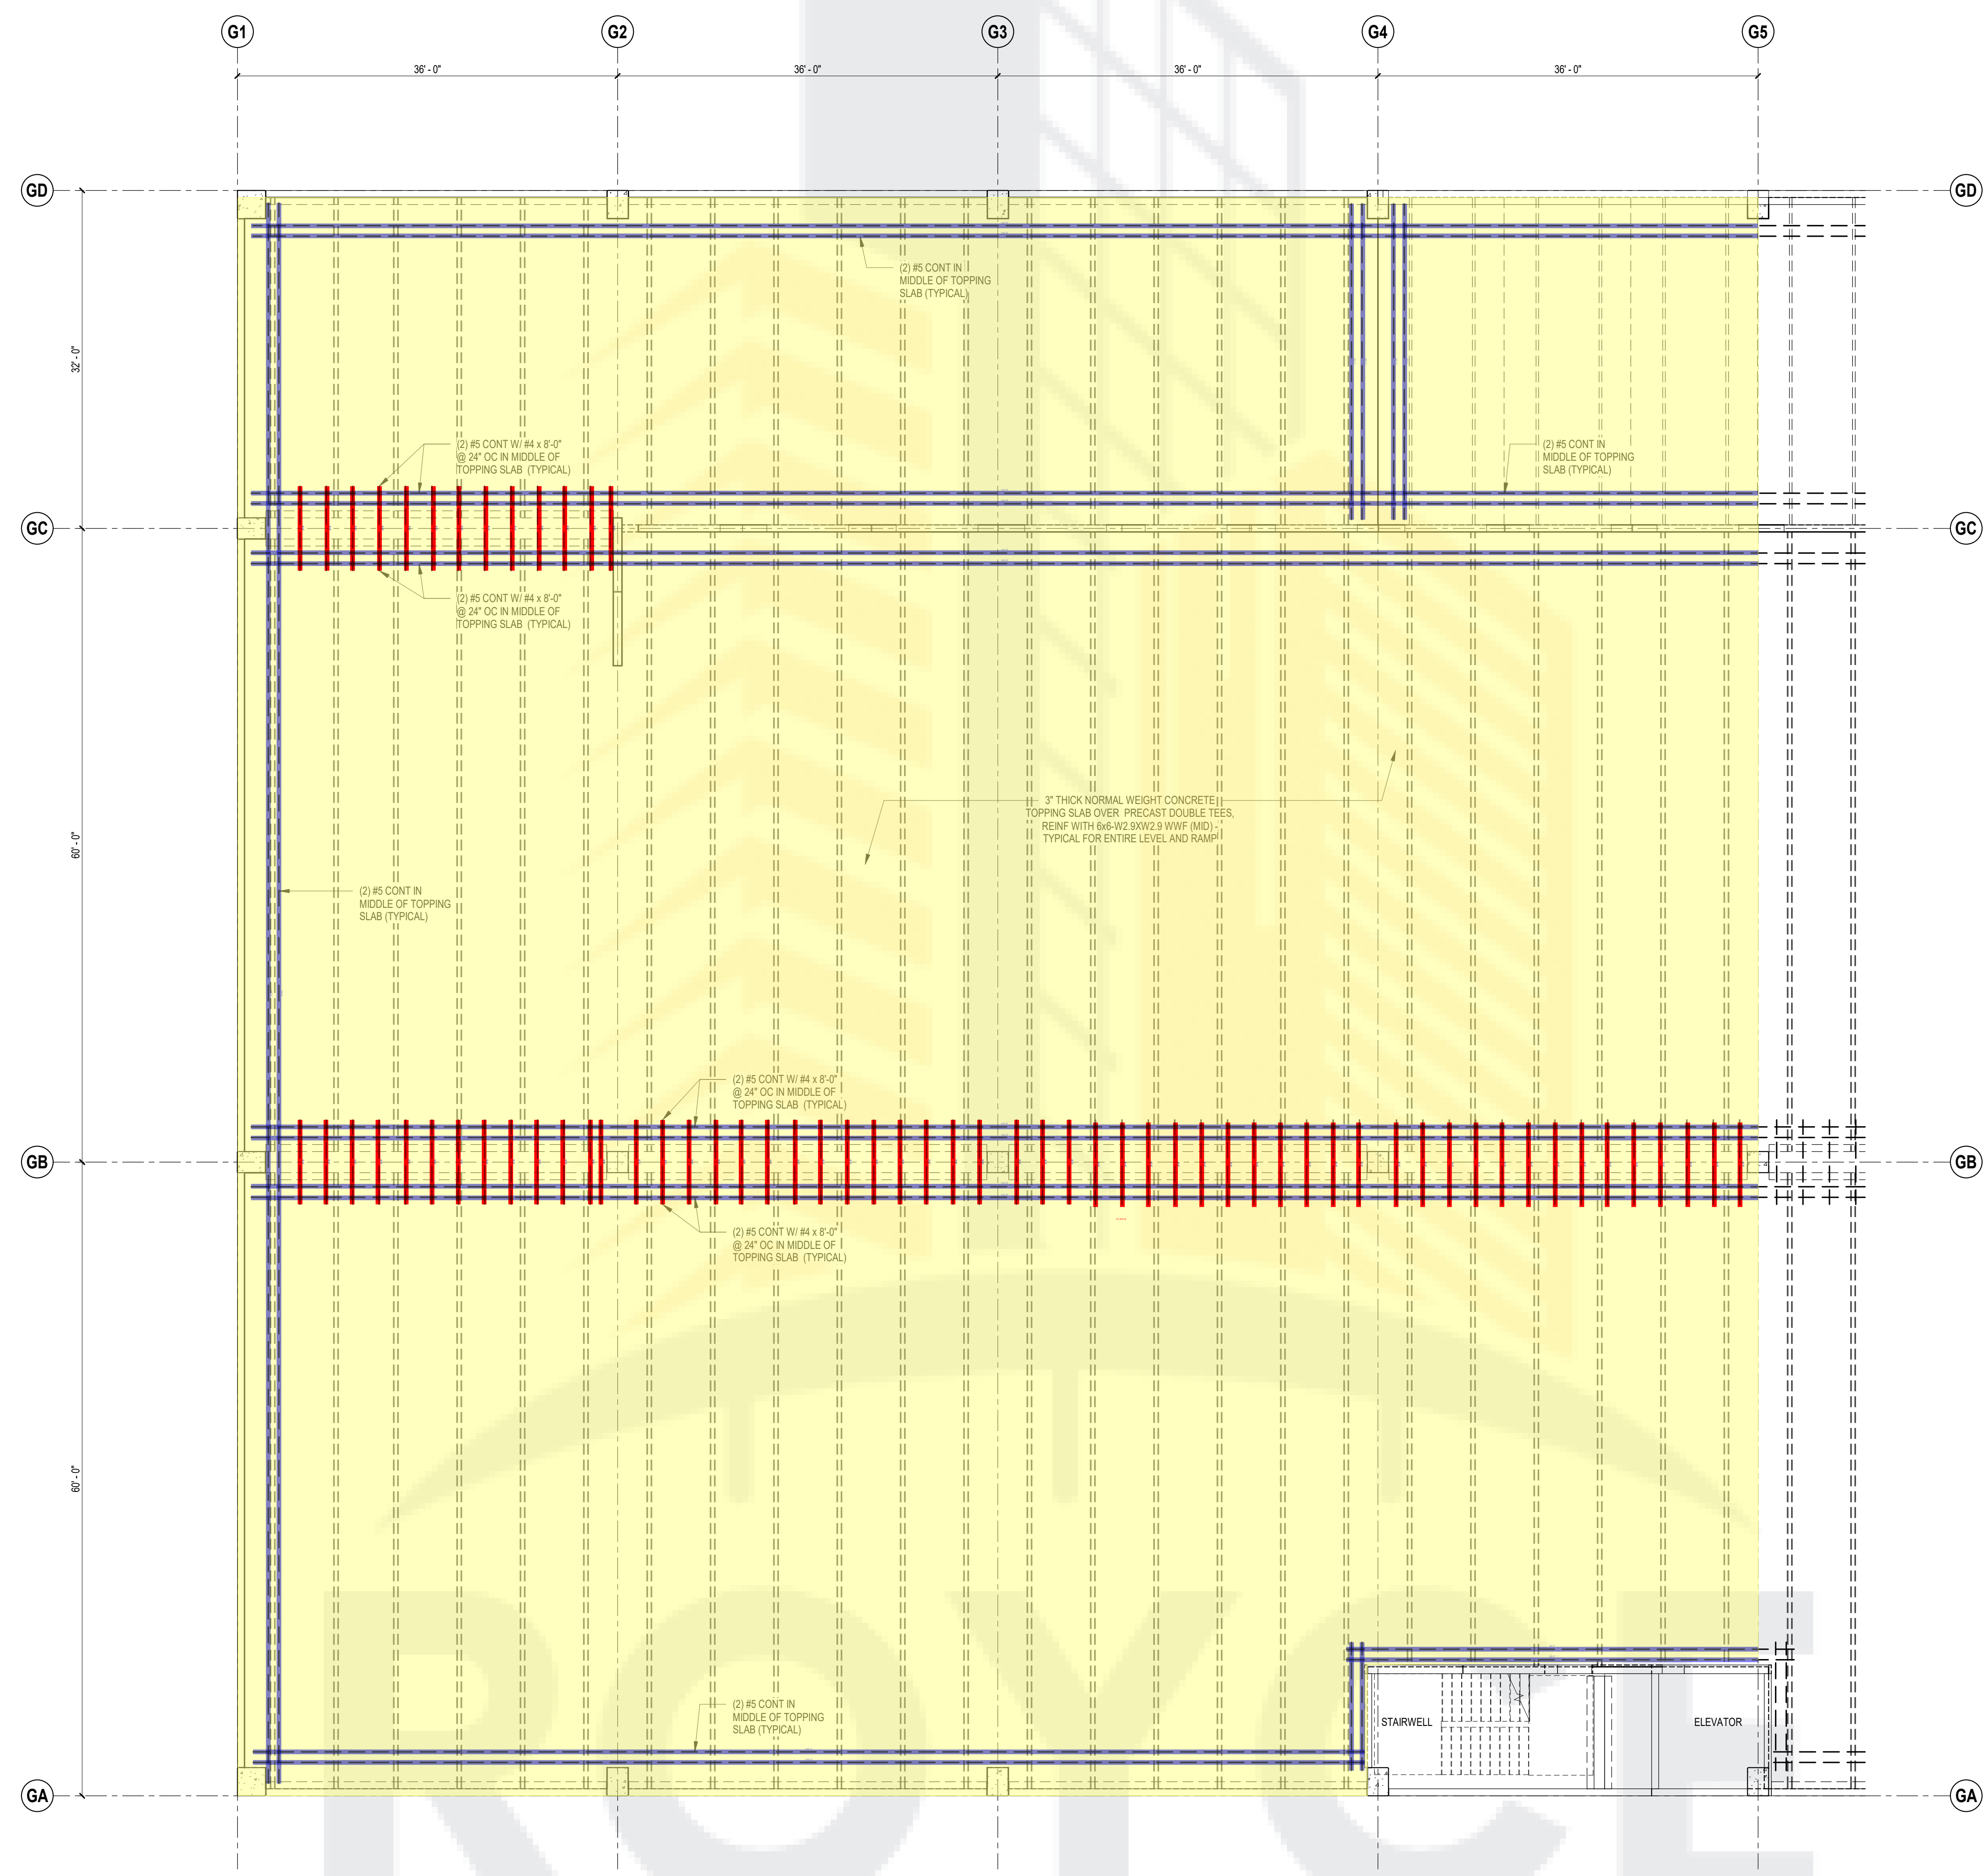 G1
G2
G3
G4
G5
36' - 0"
36' - 0"
36' - 0"
36' - 0"
GD
GD
(2) #5 CONT IN
MIDDLE OF TOPPING
SLAB (TYPICAL)
32' - 0"
(2) #5 CONT W/ #4 x 8'-0"
@ 24" OC IN MIDDLE OF
TOPPING SLAB (TYPICAL)
(2) #5 CONT IN
MIDDLE OF TOPPING
SLAB (TYPICAL)
GC
GC
(2) #5 CONT W/ #4 x 8'-0"
@ 24" OC IN MIDDLE OF
TOPPING SLAB (TYPICAL)
3" THICK NORMAL WEIGHT CONCRETE
TOPPING SLAB OVER PRECAST DOUBLE TEES,
REINF WITH 6x6-W2.9XW2.9 WWF (MID) -
TYPICAL FOR ENTIRE LEVEL AND RAMP
60' - 0"
(2) #5 CONT IN
MIDDLE OF TOPPING
SLAB (TYPICAL)
(2) #5 CONT W/ #4 x 8'-0"
@ 24" OC IN MIDDLE OF
TOPPING SLAB (TYPICAL)
GB
GB
(2) #5 CONT W/ #4 x 8'-0"
@ 24" OC IN MIDDLE OF
TOPPING SLAB (TYPICAL)
60' - 0"
(2) #5 CONT IN
MIDDLE OF TOPPING
SLAB (TYPICAL)
STAIRWELL
ELEVATOR
GA
GA
ROYCE